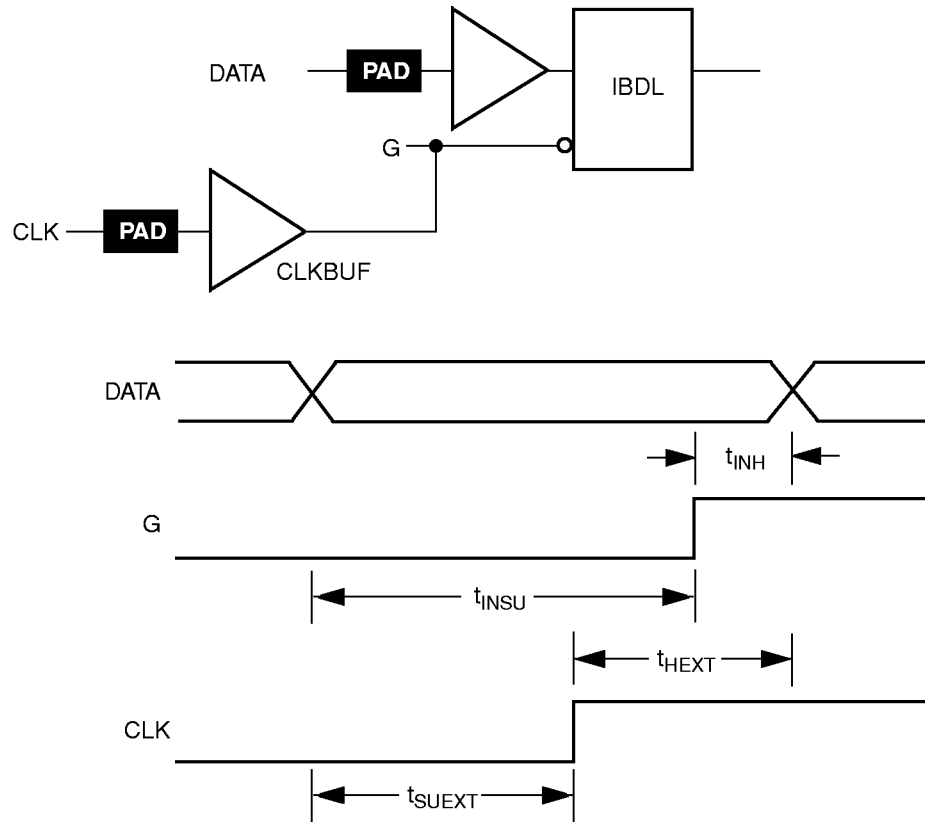 DATA
PAD
IBDL
G
CLK
PAD
CLKBUF
DATA
tINH
G
tINSU
tHEXT
CLK
tSUEXT